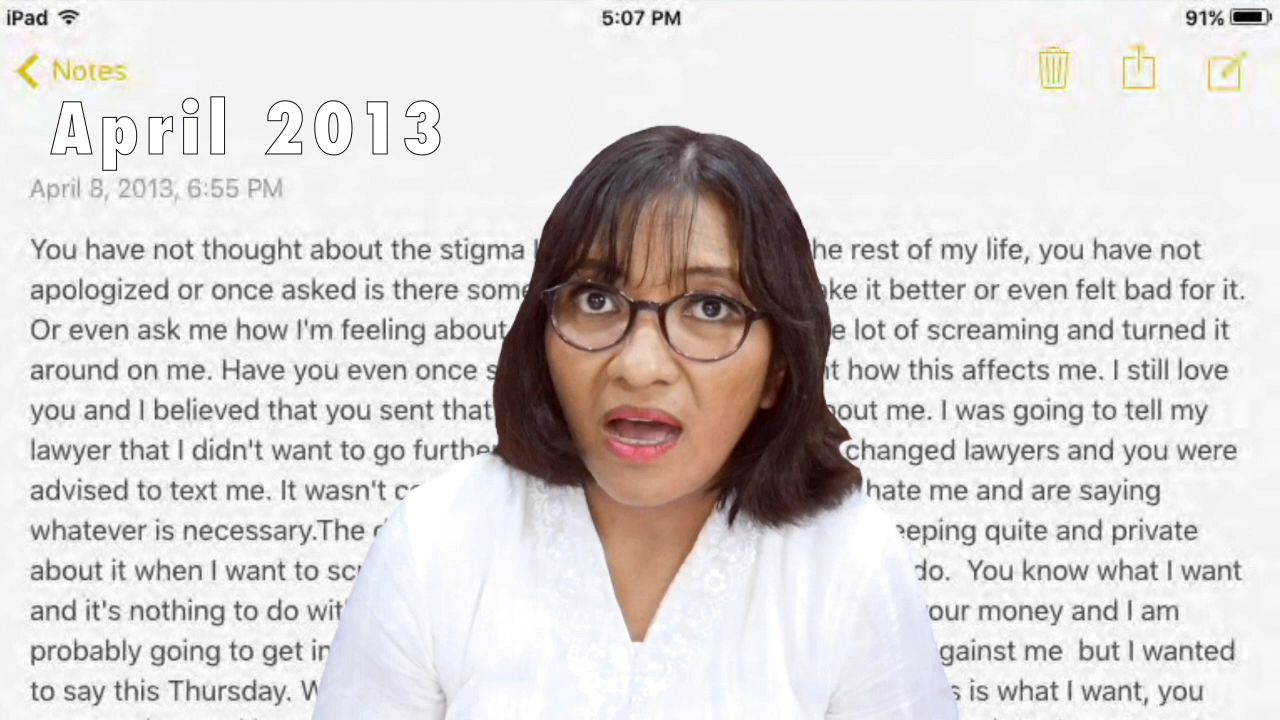 iPad 5:07 PM 91%
Notes
April 2013
April 8, 2013, 6:55 PM
You have not thought about the stigma he rest of my life, you have not
apologized or once asked is there some ke it better or even felt bad for it.
Or even ask me how I'm feeling about e lot of screaming and turned it
around on me. Have you even once s t how this affects me. I still love
you and I believed that you sent that out me. I was going to tell my
lawyer that I didn't want to go furthe changed lawyers and you were
advised to text me. It wasn't c hate me and are saying
whatever is necessary.The eeping quite and private
about it when I want to sc do. You know what I want
and it's nothing to do wit our money and I am
probably going to get in gainst me but I wanted
to say this Thursday. W s is what I want, you